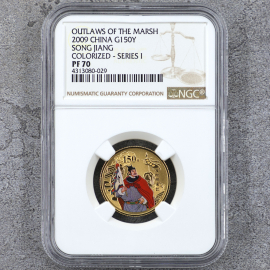 OUTLAWS OF THE MARSH
2009 CHINA G150Y
SONG JIANG
COLORIZED - SERIES I
PF 70
4313080-029
NUMISMATIC GUARANTY CORPORATION
NGC
150